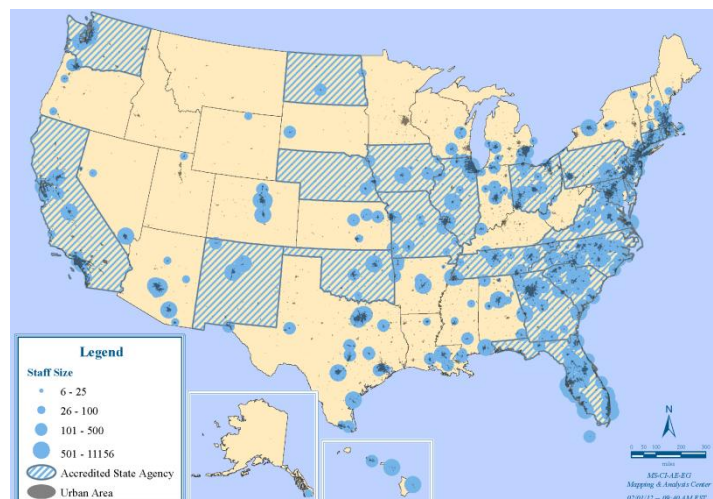 Legend
Staff Size
6 - 25
26 - 100
101 - 500
501 - 11156
Accredited State Agency
Urban Area
N
miles
MS-CI-AE-EG
Mapping & Analysis Center